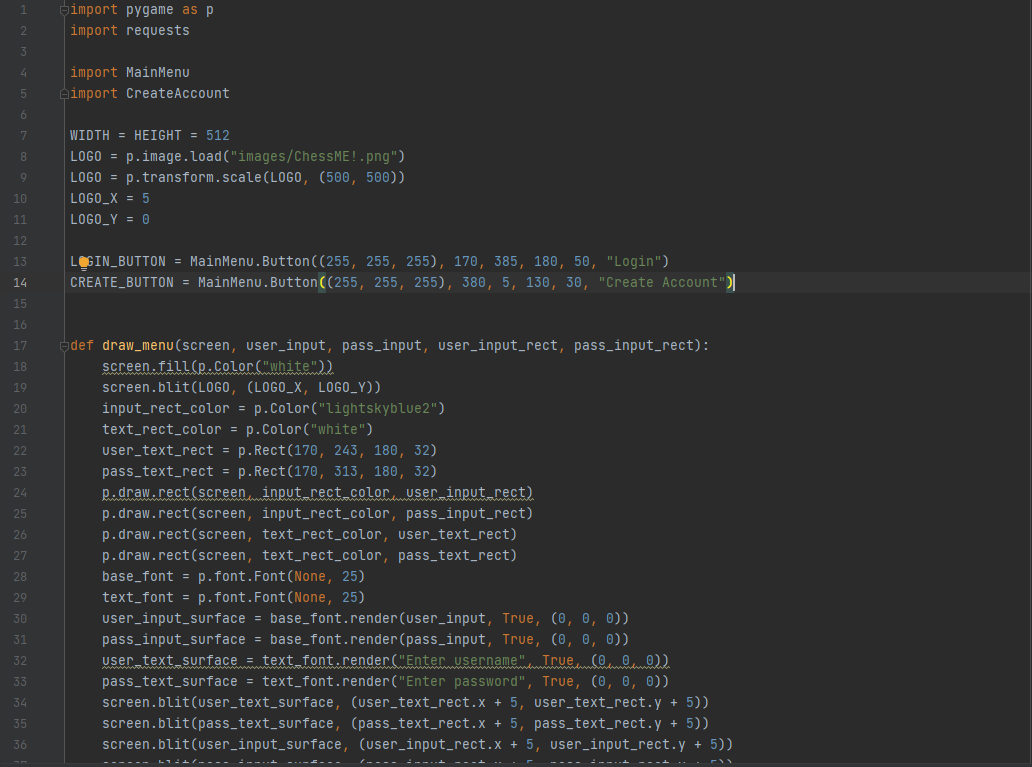 1 import pygame as p
2 import requests
3
4 import MainMenu
5 import CreateAccount
6
7 WIDTH = HEIGHT = 512
8 LOGO = p.image.load("images/ChessME!.png")
9 LOGO = p.transform.scale(LOGO, (500, 500))
10 LOGO_X = 5
11 LOGO_Y = 0
12
13 LOGIN_BUTTON = MainMenu.Button((255, 255, 255), 170, 385, 180, 50, "Login")
14 CREATE_BUTTON = MainMenu.Button((255, 255, 255), 380, 5, 130, 30, "Create Account")
15
16
17 def draw_menu(screen, user_input, pass_input, user_input_rect, pass_input_rect):
18 screen.fill(p.Color("white"))
19 screen.blit(LOGO, (LOGO_X, LOGO_Y))
20 input_rect_color = p.Color("lightskyblue2")
21 text_rect_color = p.Color("white")
22 user_text_rect = p.Rect(170, 243, 180, 32)
23 pass_text_rect = p.Rect(170, 313, 180, 32)
24 p.draw.rect(screen, input_rect_color, user_input_rect)
25 p.draw.rect(screen, input_rect_color, pass_input_rect)
26 p.draw.rect(screen, text_rect_color, user_text_rect)
27 p.draw.rect(screen, text_rect_color, pass_text_rect)
28 base_font = p.font.Font(None, 25)
29 text_font = p.font.Font(None, 25)
30 user_input_surface = base_font.render(user_input, True, (0, 0, 0))
31 pass_input_surface = base_font.render(pass_input, True, (0, 0, 0))
32 user_text_surface = text_font.render("Enter username", True, (0, 0, 0))
33 pass_text_surface = text_font.render("Enter password", True, (0, 0, 0))
34 screen.blit(user_text_surface, (user_text_rect.x + 5, user_text_rect.y + 5))
35 screen.blit(pass_text_surface, (pass_text_rect.x + 5, pass_text_rect.y + 5))
36 screen.blit(user_input_surface, (user_input_rect.x + 5, user_input_rect.y + 5))